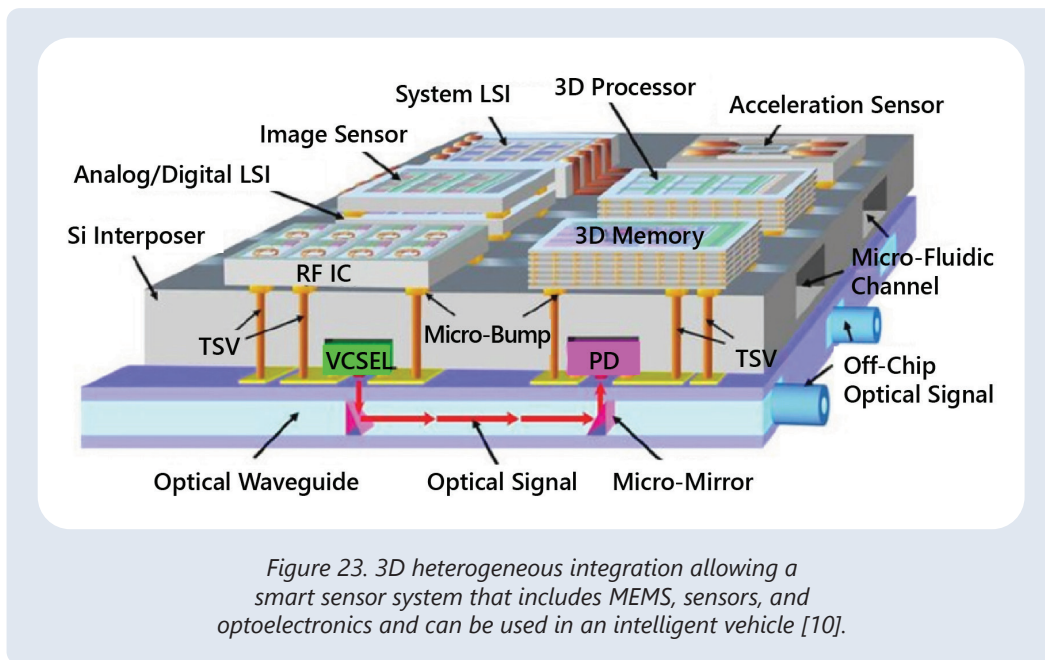 System LSI
3D Processor
Acceleration Sensor
Image Sensor
Analog/Digital LSI
Si Interposer
3D Memory
RF IC
Micro-Fluidic
Channel
TSV
Micro-Bump
TSV
VCSEL
PD
Off-Chip
Optical Signal
Optical Waveguide
Optical Signal
Micro-Mirror
Figure 23. 3D heterogeneous integration allowing a
smart sensor system that includes MEMS, sensors, and
optoelectronics and can be used in an intelligent vehicle [10].